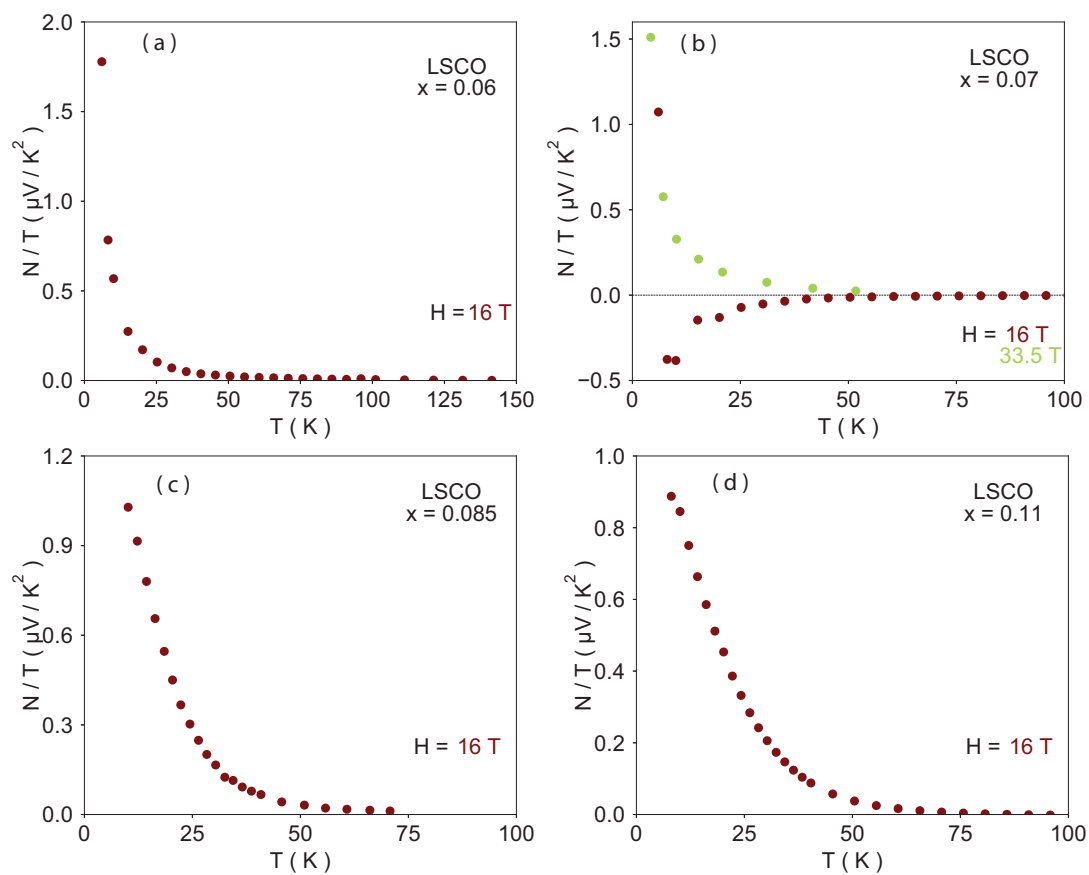 (a)
LSCO
x = 0.06
H = 16 T
N / T ( µV / K²)
2.0
1.5
1.0
0.5
0.0
0 25 50 75 100 125 150
T ( K )
(b)
LSCO
x = 0.07
H = 16 T
33.5 T
N / T ( µV / K²)
1.5
1.0
0.5
0.0
−0.5
0 25 50 75 100
T ( K )
(c)
LSCO
x = 0.085
H = 16 T
N / T ( µV / K²)
1.2
0.9
0.6
0.3
0.0
0 25 50 75 100
T ( K )
(d)
LSCO
x = 0.11
H = 16 T
N / T ( µV / K²)
1.0
0.8
0.6
0.4
0.2
0.0
0 25 50 75 100
T ( K )